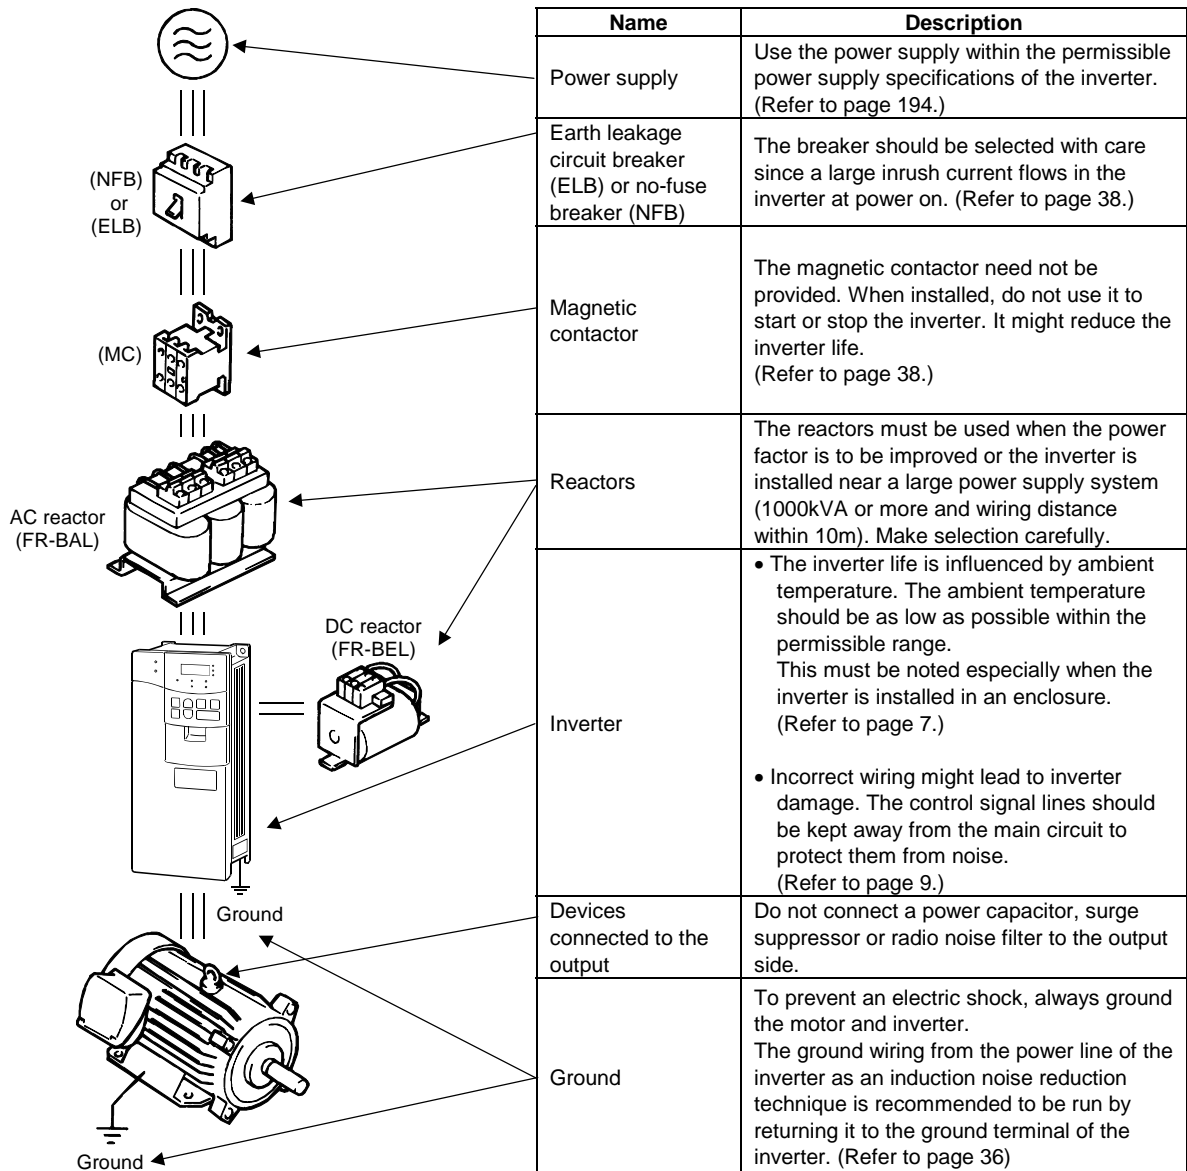 (NFB)
or
(ELB)
(MC)
AC reactor
(FR-BAL)
DC reactor
(FR-BEL)
Ground
Ground
Name
Description
Power supply
Use the power supply within the permissible
power supply specifications of the inverter.
(Refer to page 194.)
Earth leakage
circuit breaker
(ELB) or no-fuse
breaker (NFB)
The breaker should be selected with care
since a large inrush current flows in the
inverter at power on. (Refer to page 38.)
Magnetic
contactor
The magnetic contactor need not be
provided. When installed, do not use it to
start or stop the inverter. It might reduce the
inverter life.
(Refer to page 38.)
Reactors
The reactors must be used when the power
factor is to be improved or the inverter is
installed near a large power supply system
(1000kVA or more and wiring distance
within 10m). Make selection carefully.
Inverter
• The inverter life is influenced by ambient
temperature. The ambient temperature
should be as low as possible within the
permissible range.
This must be noted especially when the
inverter is installed in an enclosure.
(Refer to page 7.)
• Incorrect wiring might lead to inverter
damage. The control signal lines should
be kept away from the main circuit to
protect them from noise.
(Refer to page 9.)
Devices
connected to the
output
Do not connect a power capacitor, surge
suppressor or radio noise filter to the output
side.
Ground
To prevent an electric shock, always ground
the motor and inverter.
The ground wiring from the power line of the
inverter as an induction noise reduction
technique is recommended to be run by
returning it to the ground terminal of the
inverter. (Refer to page 36)